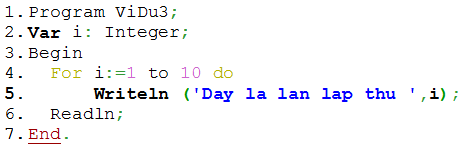 1. Program ViDu3;
2. Var i: Integer;
3. Begin
4. For i:=1 to 10 do
5. Writeln ('Day la lan lap thu ',i);
6. Readln;
7. End.